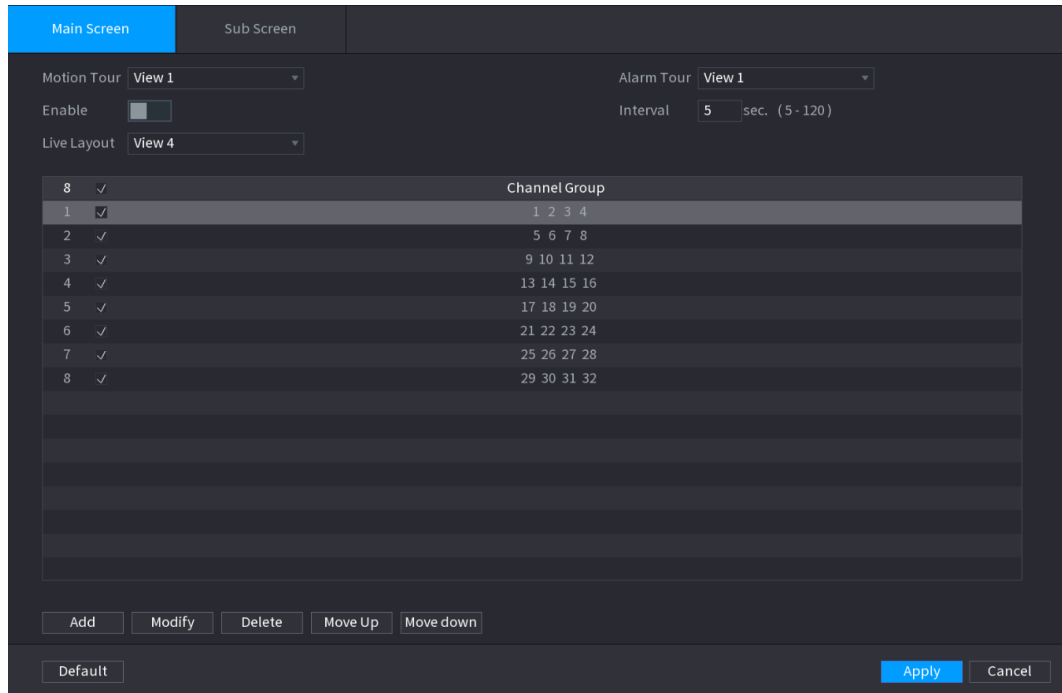 Main Screen Sub Screen
Motion Tour View 1 Alarm Tour View 1
Enable Interval 5 sec. (5-120)
Live Layout View 4
8 Channel Group
1 1 2 3 4
2 5 6 7 8
3 9 10 11 12
4 13 14 15 16
5 17 18 19 20
6 21 22 23 24
7 25 26 27 28
8 29 30 31 32
Add Modify Delete Move Up Move down
Default Apply Cancel